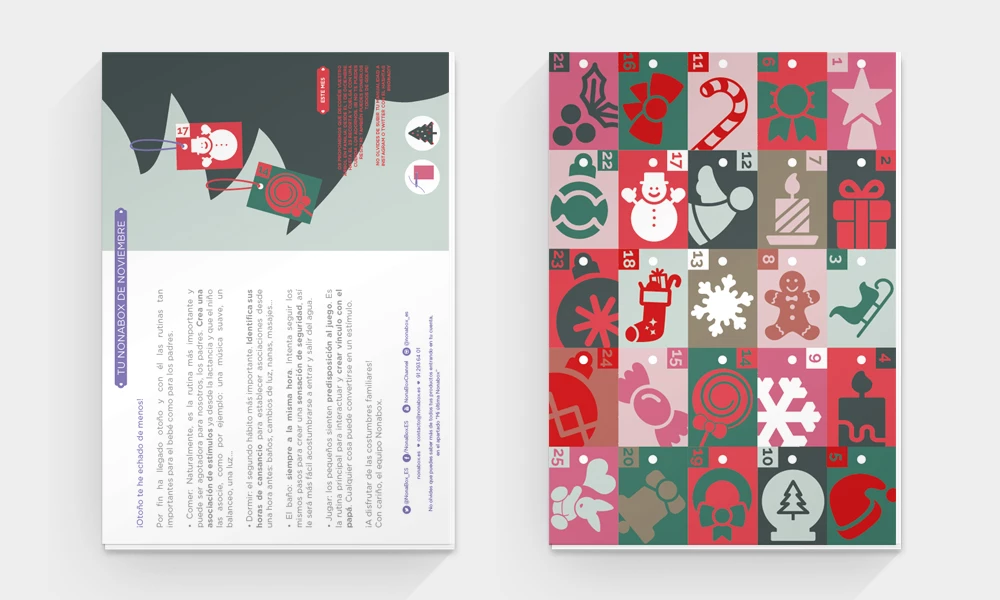 TU NONABOX DE NOVIEMBRE
¡Otoño te he echado de menos!
Por fin ha llegado otoño y con él las rutinas tan
importantes para el bebé como para los padres.
• Comer: Naturalmente, es la rutina más importante y
puede ser agotadora para nosotros, los padres. Crea una
asociación de estímulos ya desde la lactancia y que el niño
las asocie, como por ejemplo: una música suave, un
balanceo, una luz...
• Dormir: el segundo hábito más importante. Identifica sus
horas de cansancio para establecer asociaciones desde
una hora antes: baños, cambios de luz, nanas, masajes...
• El baño: siempre a la misma hora. Intenta seguir los
mismos pasos para crear una sensación de seguridad, así
le será más fácil acostumbrarse a entrar y salir del agua.
• Jugar: los pequeños sienten predisposición al juego. Es
la rutina principal para interactuar y crear vínculo con el
papá. Cualquier cosa puede convertirse en un estímulo.
¡A disfrutar de las costumbres familiares!
Con cariño, el equipo Nonabox.
@NonaBox_ES /NonaBox.ES NonaBoxChannel @nonabox_es
nonabox.es • contacto@nonabox.es • 91 293 64 01
No olvides que puedes saber más de todos tus productos entrando en tu cuenta,
en el apartado "Mi última Nonabox"
17
ESTE MES
21 16 11 6 1
22 17 12 7 2
23 18 13 8 3
24 15 14 9 4
25 20 19 10 5